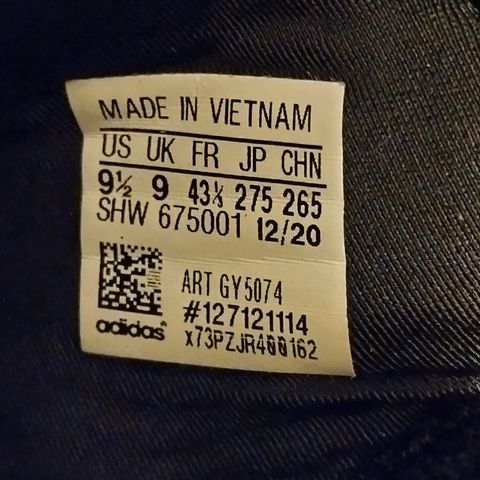 MADE IN VIETNAM
US UK FR JP CHN
9½ 9 43⅓ 275 265
SHW 675001 12/20
ART GY5074
#127121114
x73PZJR400162
adidas